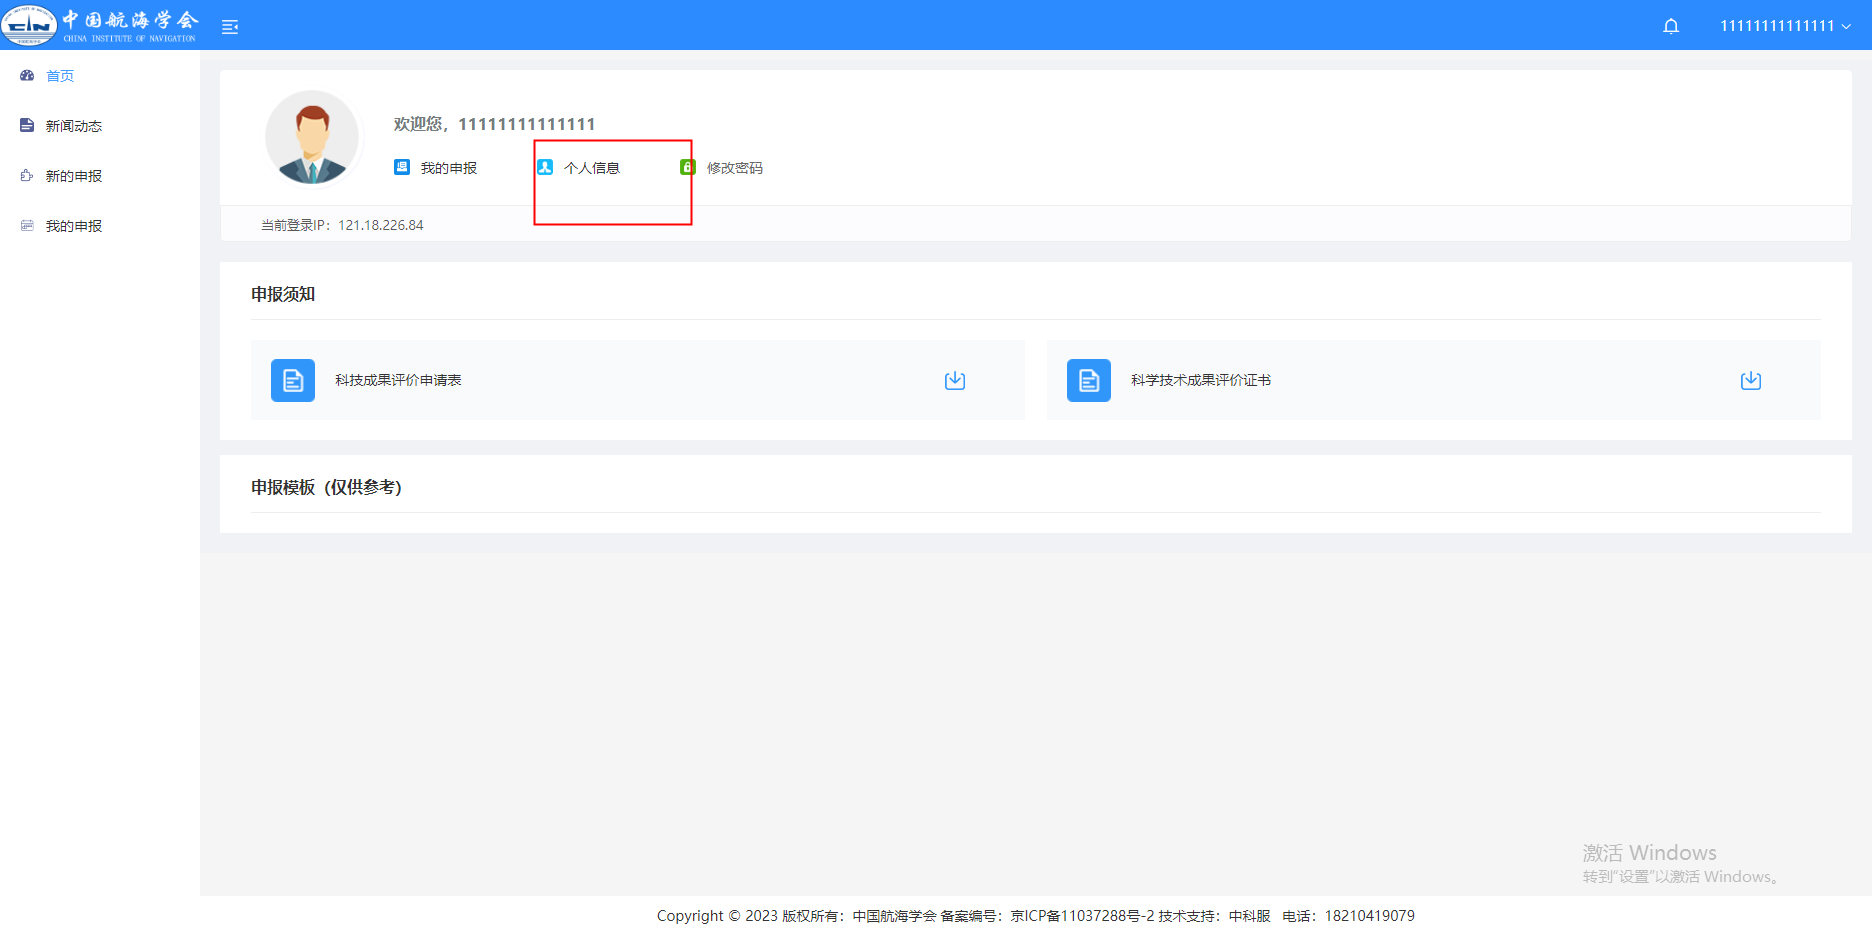 中国航海学会
CHINA INSTITUTE OF NAVIGATION
11111111111111
首页
新闻动态
新的申报
我的申报
欢迎您，11111111111111
我的申报 个人信息 修改密码
当前登录IP：121.18.226.84
申报须知
科技成果评价申请表 科学技术成果评价证书
申报模板（仅供参考）
激活 Windows
转到“设置”以激活 Windows。
Copyright © 2023 版权所有：中国航海学会 备案编号：京ICP备11037288号-2 技术支持：中科服 电话：18210419079